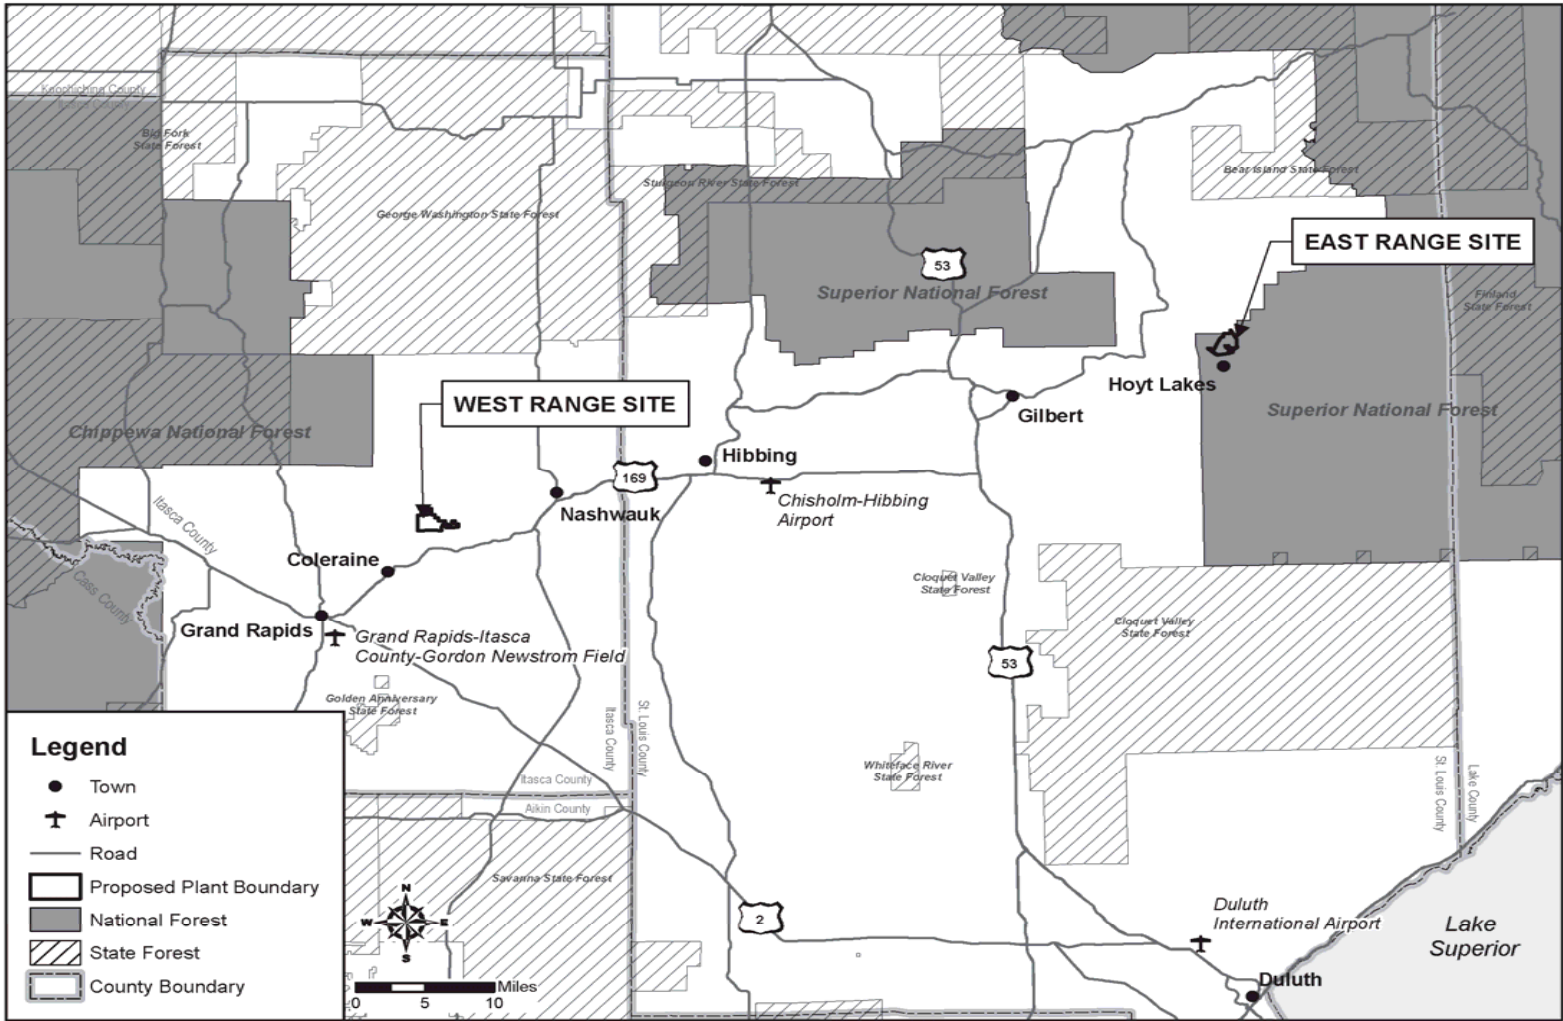 Koochiching County
Itasca County
Big Fork
State Forest
George Washington State Forest
Sturgeon River State Forest
Bear Island State Forest
EAST RANGE SITE
53
Superior National Forest
Finland
State Forest
Hoyt Lakes
WEST RANGE SITE
Gilbert
Superior National Forest
Chippewa National Forest
Hibbing
169
Nashwauk
Chisholm-Hibbing
Airport
Itasca County
Cass County
Coleraine
Cloquet Valley
State Forest
Cloquet Valley
State Forest
Grand Rapids
Grand Rapids-Itasca
County-Gordon Newstrom Field
53
Golden Anniversary
State Forest
Itasca County
St. Louis County
Whiteface River
State Forest
St. Louis County
Lake County
Itasca County
Aikin County
Savanna State Forest
2
Duluth
International Airport
Lake
Superior
Duluth
Legend
Town
Airport
Road
Proposed Plant Boundary
National Forest
State Forest
County Boundary
N
W
E
S
Miles
0 5 10